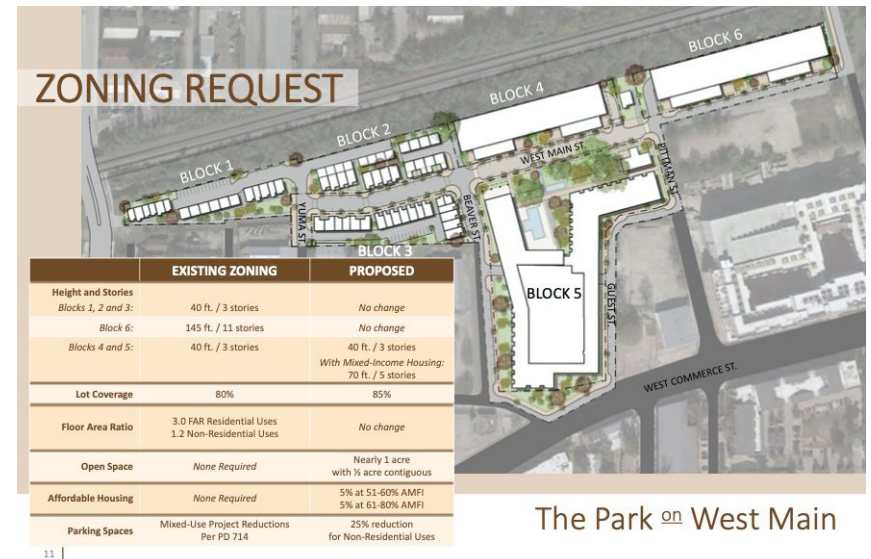 ZONING REQUEST
BLOCK 6
BLOCK 4
BLOCK 2
BLOCK 1
WEST MAIN ST.
PITTMAN ST.
YUMA ST.
BEAVER ST.
BLOCK 3
BLOCK 5
GUEST ST.
WEST COMMERCE ST.
EXISTING ZONING PROPOSED
Height and Stories
Blocks 1, 2 and 3: 40 ft. / 3 stories No change
Block 6: 145 ft. / 11 stories No change
Blocks 4 and 5: 40 ft. / 3 stories 40 ft. / 3 stories
With Mixed-Income Housing:
70 ft. / 5 stories
Lot Coverage 80% 85%
Floor Area Ratio 3.0 FAR Residential Uses No change
1.2 Non-Residential Uses
Open Space None Required Nearly 1 acre
with ½ acre contiguous
Affordable Housing None Required 5% at 51-60% AMFI
5% at 61-80% AMFI
Parking Spaces Mixed-Use Project Reductions 25% reduction
Per PD 714 for Non-Residential Uses
The Park on West Main
11